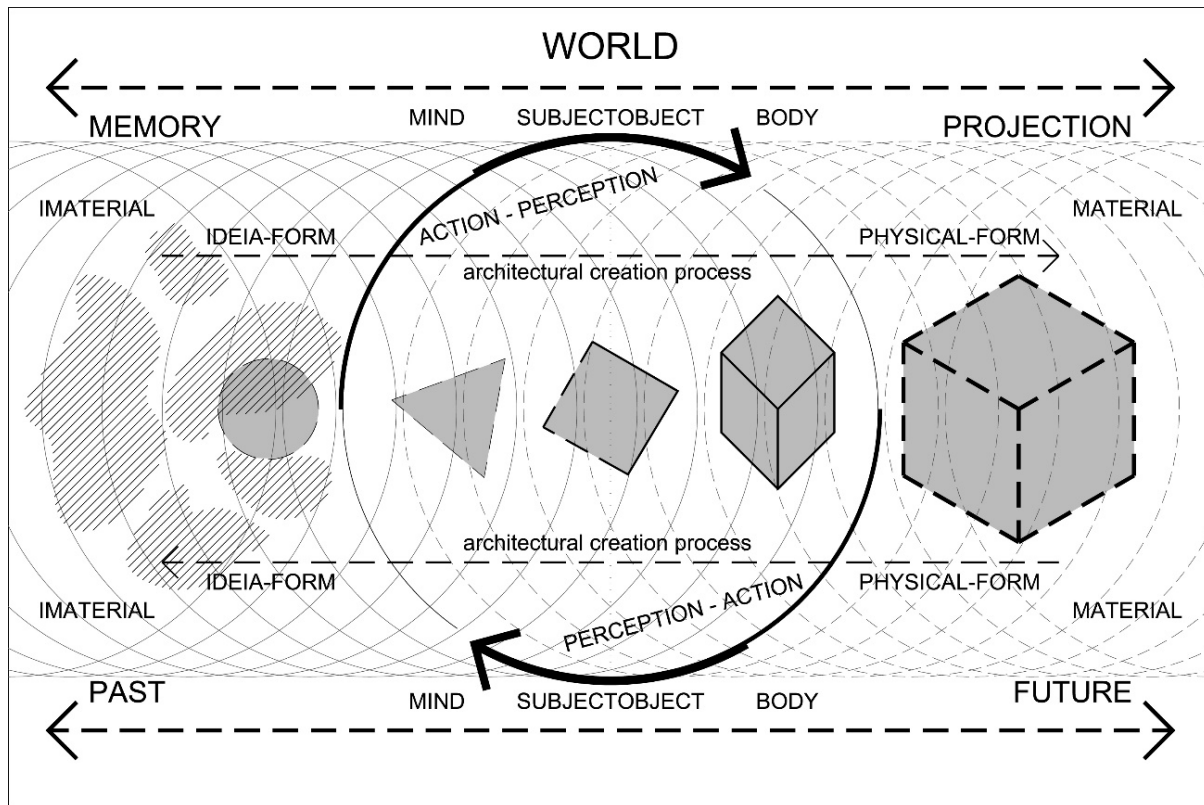 WORLD
MIND SUBJECTOBJECT BODY
MEMORY PROJECTION
ACTION - PERCEPTION
IMATERIAL MATERIAL
IDEIA-FORM PHYSICAL-FORM
architectural creation process
architectural creation process
IDEIA-FORM PHYSICAL-FORM
IMATERIAL MATERIAL
PERCEPTION - ACTION
PAST FUTURE
MIND SUBJECTOBJECT BODY